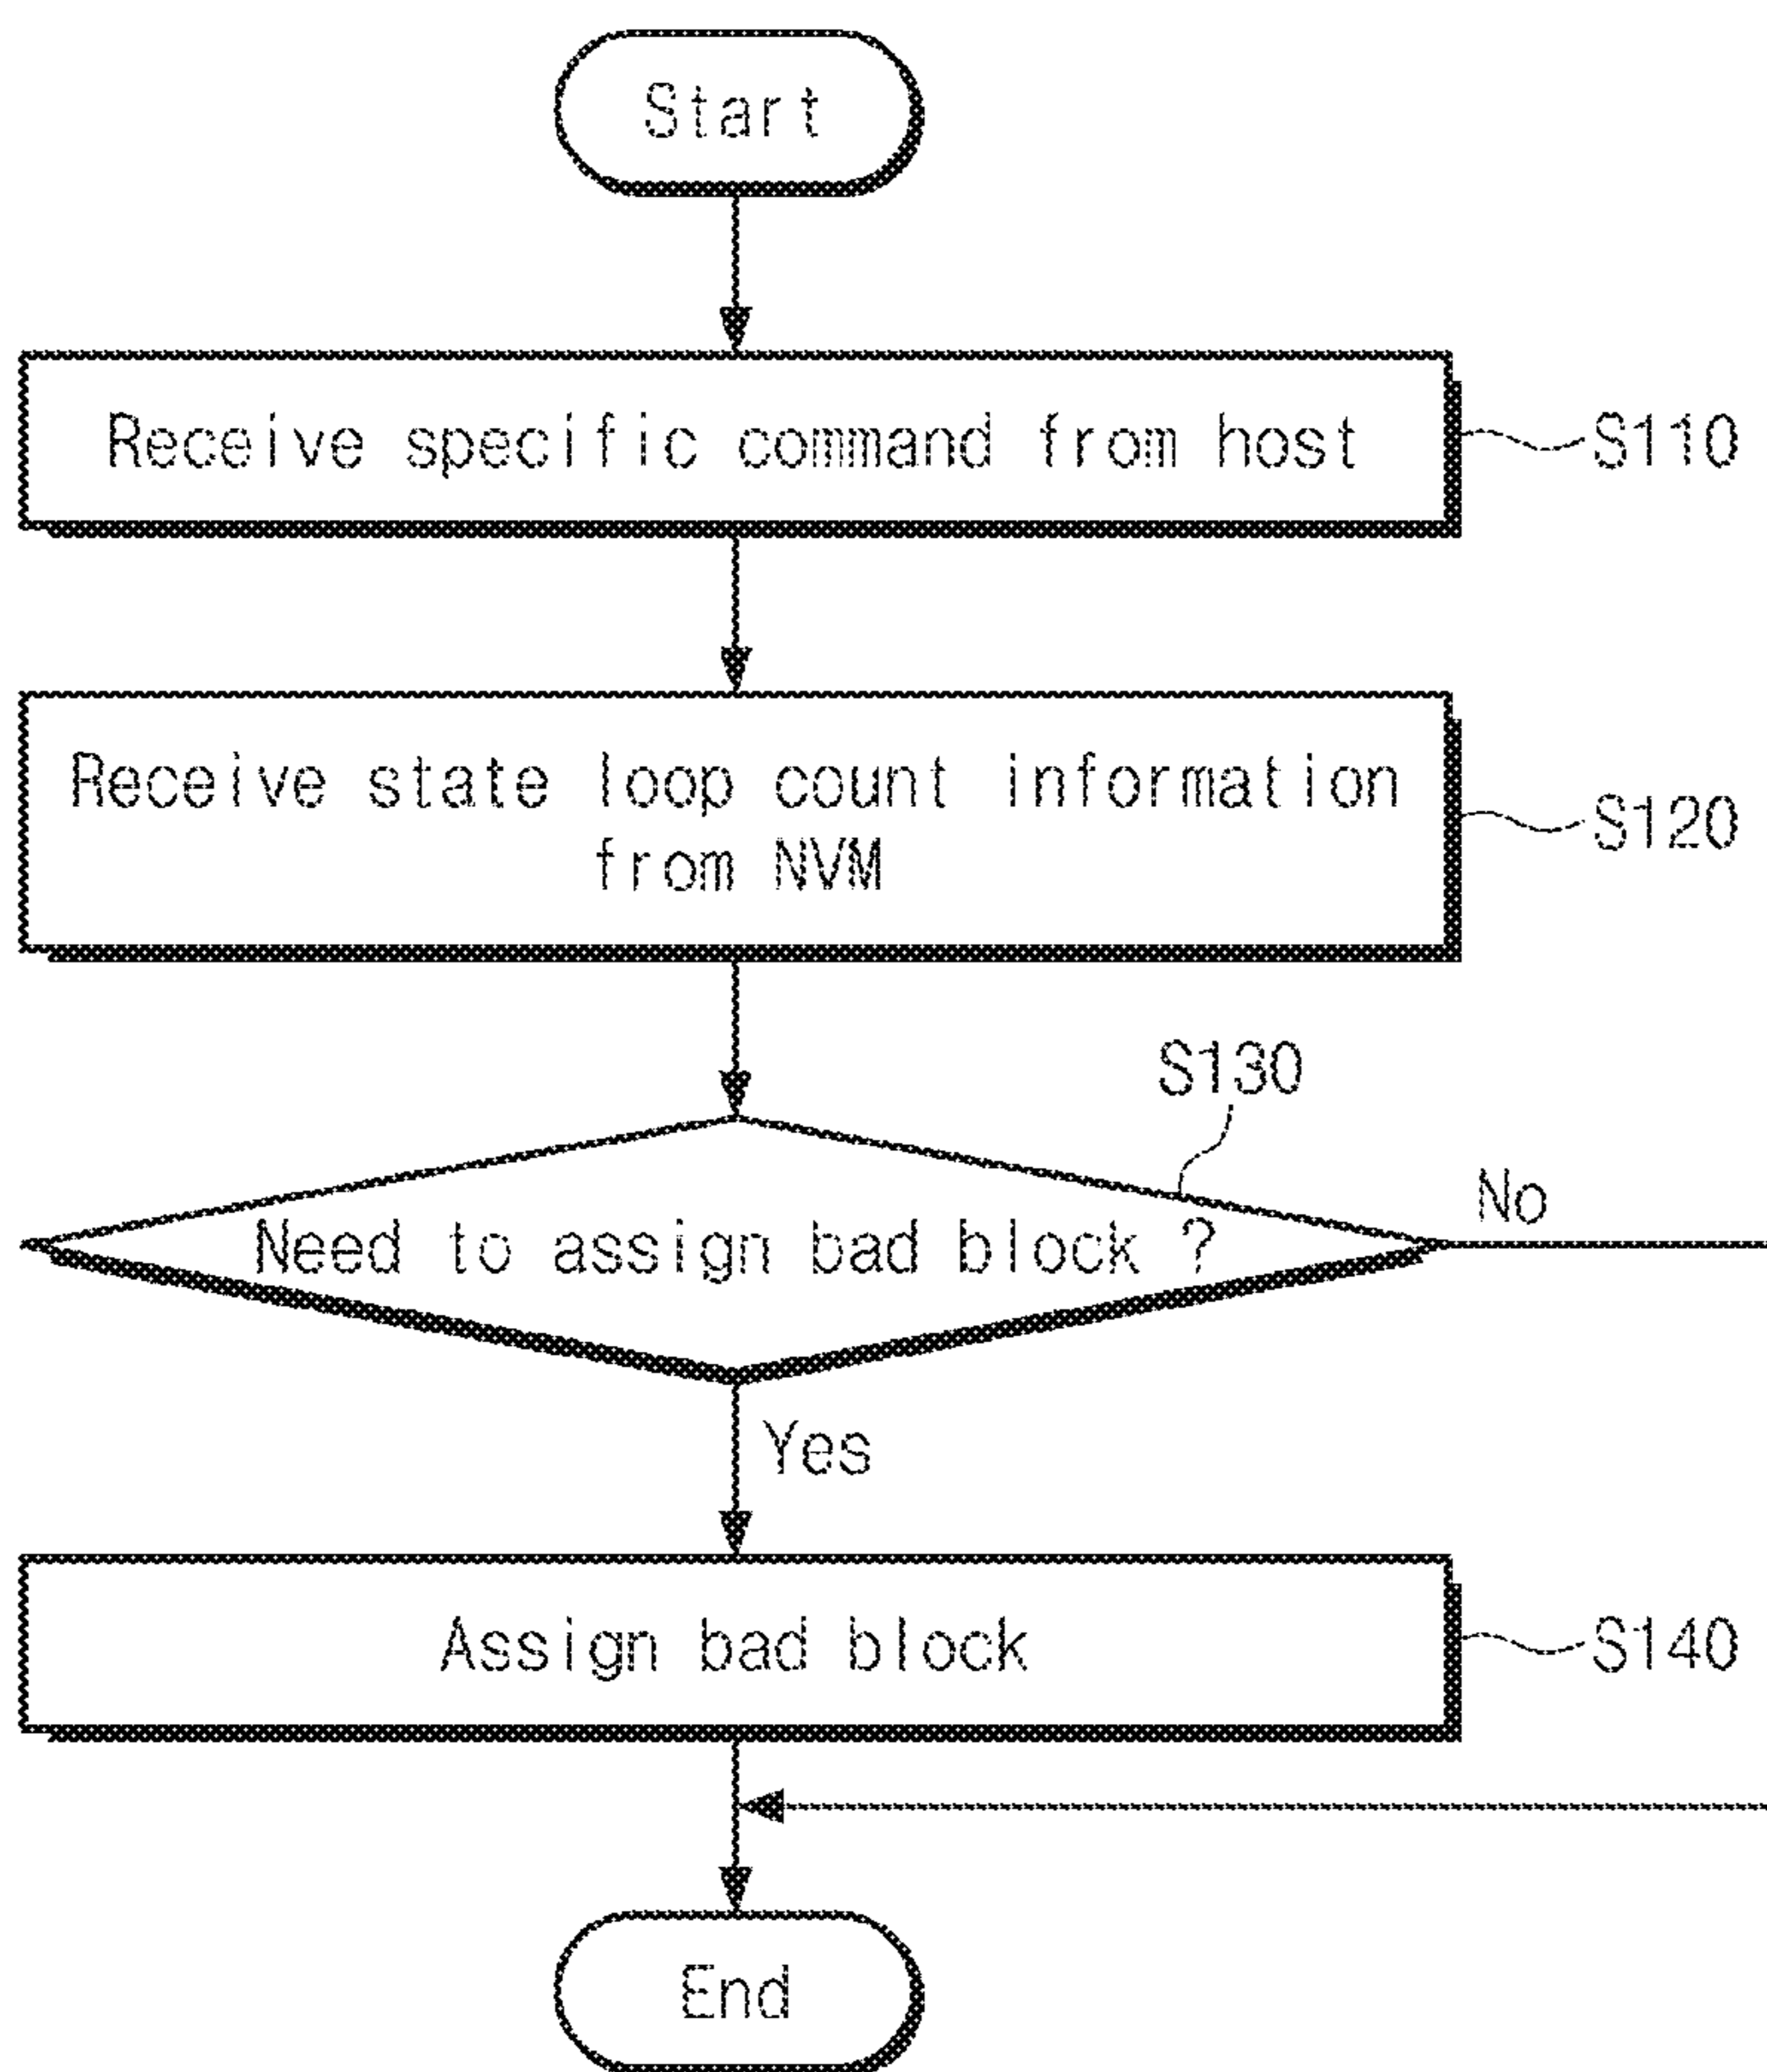 Start
Receive specific command from host
S110
Receive state loop count information
from NVM
S120
S130
Need to assign bad block ?
No
Yes
Assign bad block
S140
End